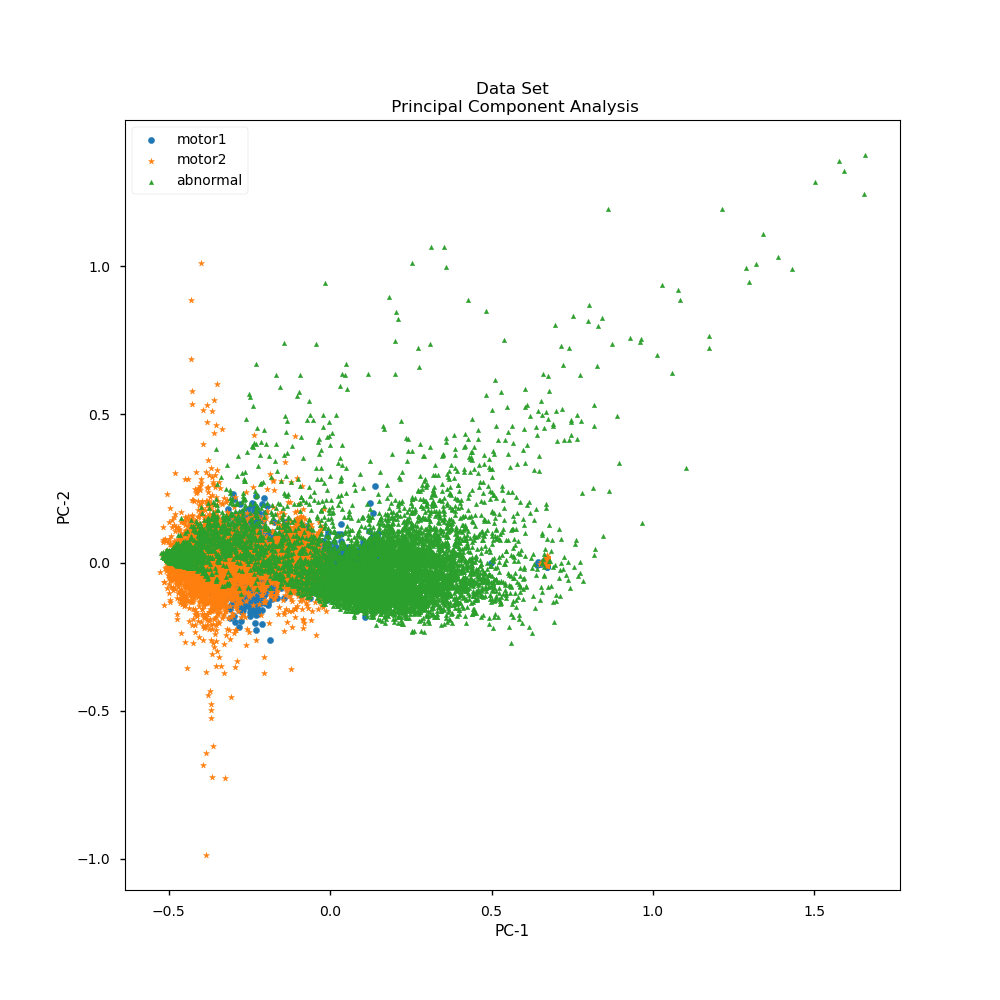 Data Set
Principal Component Analysis
motor1
motor2
abnormal
PC-2
1.0
0.5
0.0
−0.5
−1.0
−0.5
0.0
0.5
1.0
1.5
PC-1